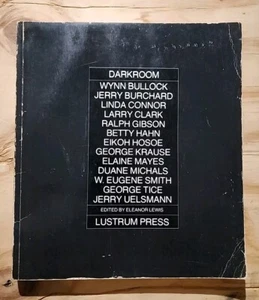 DARKROOM
WYNN BULLOCK
JERRY BURCHARD
LINDA CONNOR
LARRY CLARK
RALPH GIBSON
BETTY HAHN
EIKOH HOSOE
GEORGE KRAUSE
ELAINE MAYES
DUANE MICHALS
W. EUGENE SMITH
GEORGE TICE
JERRY UELSMANN
EDITED BY ELEANOR LEWIS
LUSTRUM PRESS